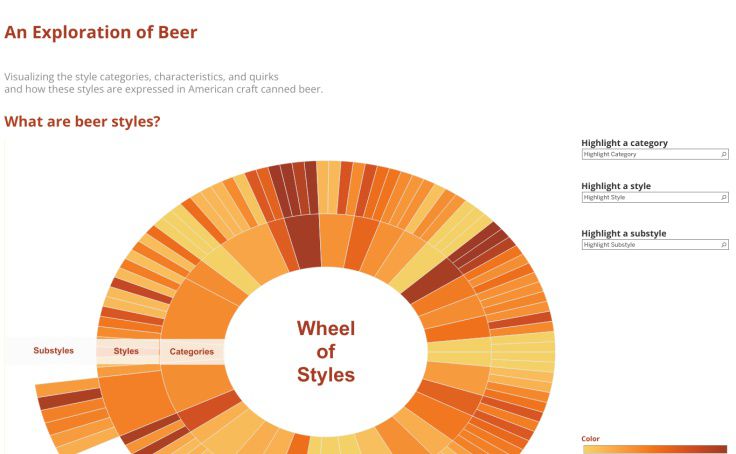 An Exploration of Beer
Visualizing the style categories, characteristics, and quirks
and how these styles are expressed in American craft canned beer.
What are beer styles?
Highlight a category
Highlight Category
Highlight a style
Highlight Style
Highlight a substyle
Highlight Substyle
Wheel
of
Styles
Substyles
Styles
Categories
Color